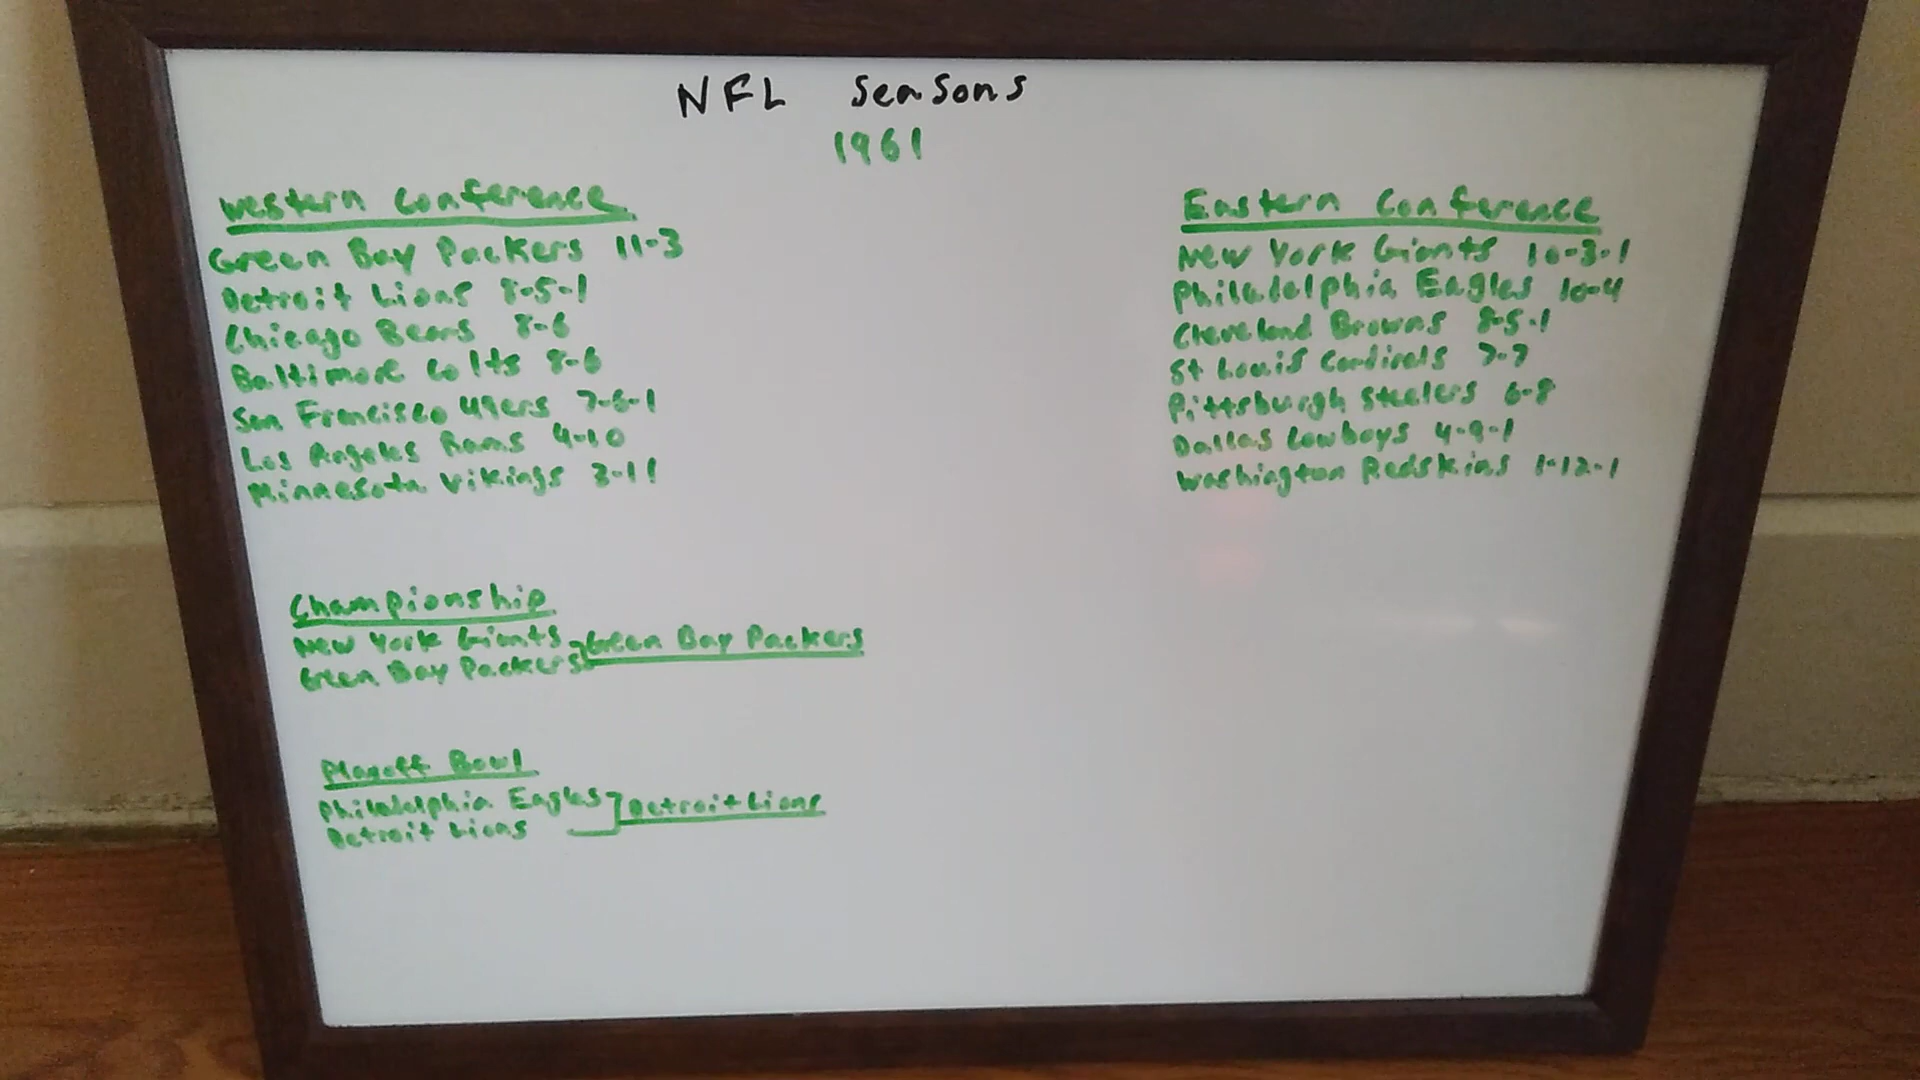 NFL Seasons
1961
Western Conference
Green Bay Packers 11-3
Detroit Lions 8-5-1
Chicago Bears 8-6
Baltimore Colts 8-6
San Francisco 49ers 7-6-1
Los Angeles Rams 4-10
Minnesota Vikings 3-11
Eastern Conference
New York Giants 10-3-1
Philadelphia Eagles 10-4
Cleveland Browns 8-5-1
St Louis Cardinals 7-7
Pittsburgh Steelers 6-8
Dallas Cowboys 4-9-1
Washington Redskins 1-12-1
Championship
New York Giants
Green Bay Packers
Green Bay Packers
Playoff Bowl
Philadelphia Eagles
Detroit Lions
Detroit Lions